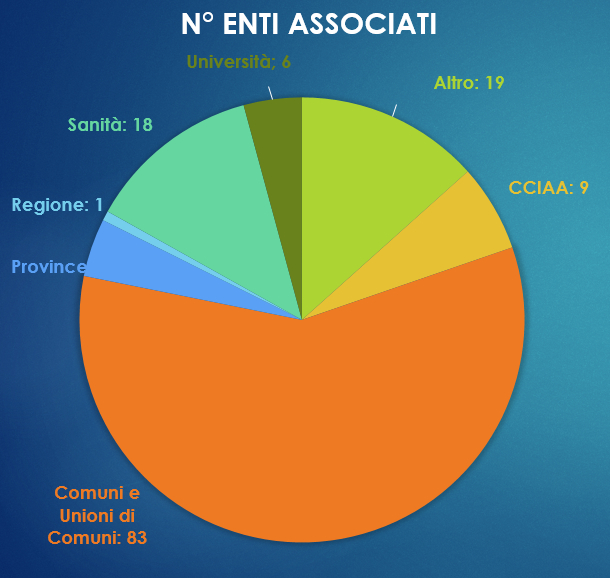 N° ENTI ASSOCIATI
Università; 6
Altro: 19
Sanità: 18
CCIAA: 9
Regione: 1
Province
Comuni e
Unioni di
Comuni: 83